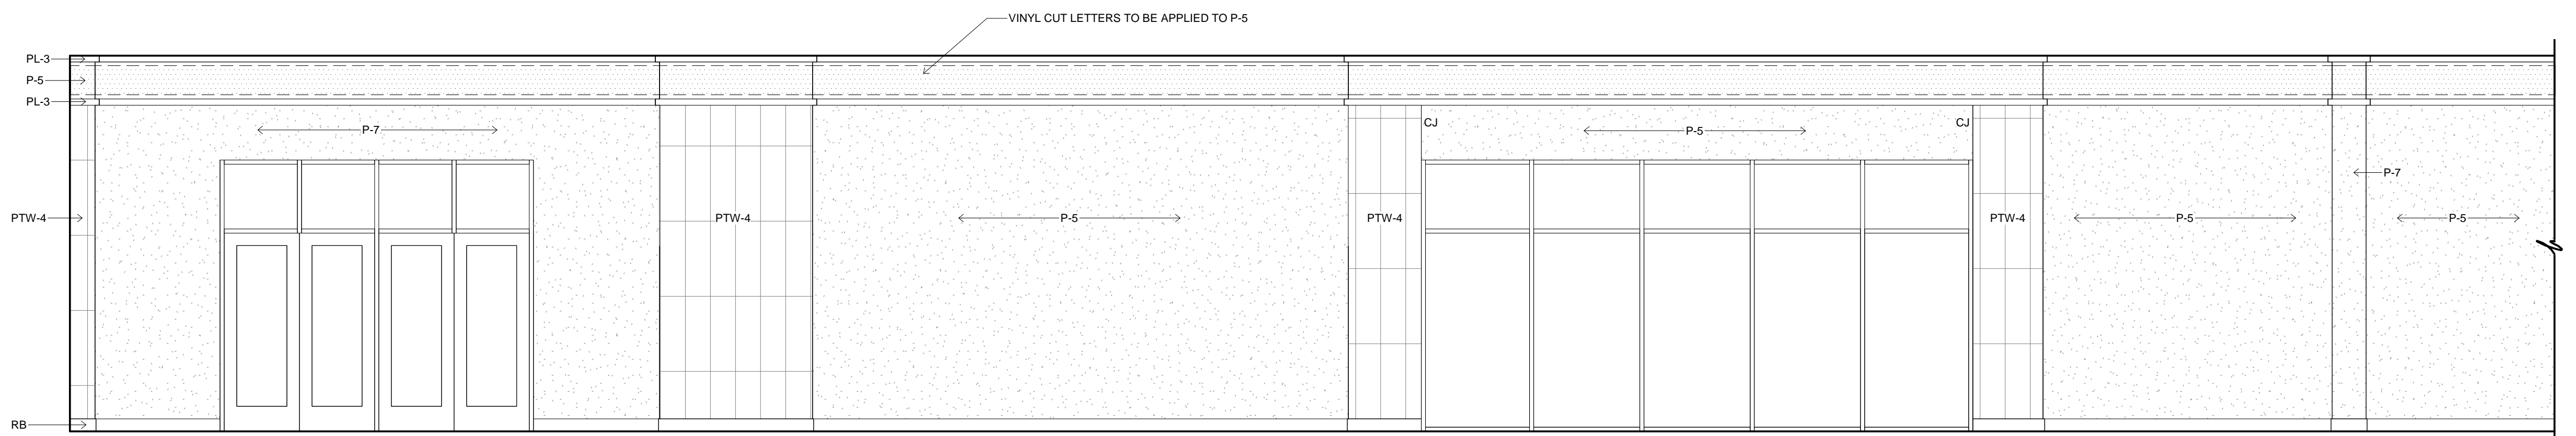 VINYL CUT LETTERS TO BE APPLIED TO P-5
PL-3
P-5
PL-3
CJ
CJ
P-7
P-5
P-7
PTW-4
PTW-4
P-5
PTW-4
PTW-4
P-5
P-5
RB